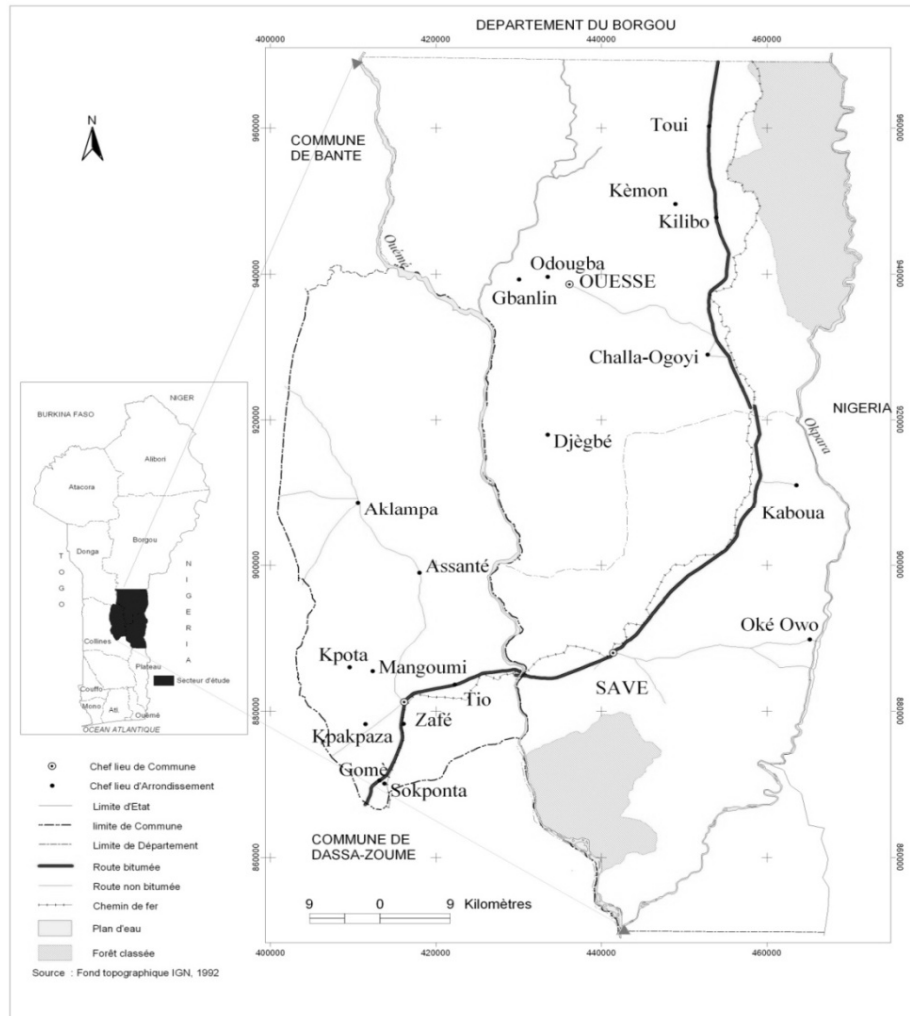 DEPARTEMENT DU BORGOU
400000 420000 440000 460000
N
COMMUNE
DE BANTE
Ouémé
Toui
Kèmon
Kilibo
960000
960000
Odougba
OUESSE
Gbanlin
940000
940000
Challa-Ogoyi
NIGERIA
Okpara
920000
920000
Djègbé
Kaboua
Aklampa
Assanté
900000
900000
Oké Owo
Kpota
Mangoumi
SAVE
Tio
880000
880000
Kpakpaza
Zafé
Gomè
Sokponta
COMMUNE DE
DASSA-ZOUME
860000
860000
9 0 9 Kilomètres
400000 420000 440000 460000
BURKINA FASO
NIGER
Alibori
Atacora
Donga
Borgou
TOGO
NIGERIA
Collines
Plateau
Secteur d'étude
Couffo
Mono
Atl.
Ouémé
OCEAN ATLANTIQUE
Chef lieu de Commune
Chef lieu d'Arrondissement
Limite d'Etat
limite de Commune
Limite de Département
Route bitumée
Route non bitumée
Chemin de fer
Plan d'eau
Forêt classée
Source : Fond topographique IGN, 1992